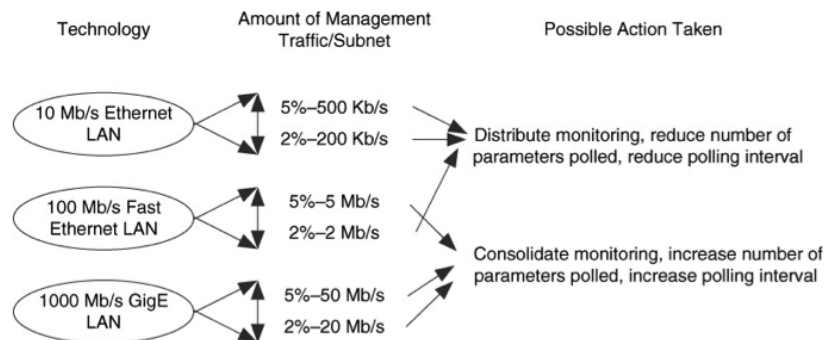 Technology
Amount of Management
Traffic/Subnet
Possible Action Taken
10 Mb/s Ethernet
LAN
5%–500 Kb/s
2%–200 Kb/s
Distribute monitoring, reduce number of
parameters polled, reduce polling interval
100 Mb/s Fast
Ethernet LAN
5%–5 Mb/s
2%–2 Mb/s
Consolidate monitoring, increase number of
parameters polled, increase polling interval
1000 Mb/s GigE
LAN
5%–50 Mb/s
2%–20 Mb/s